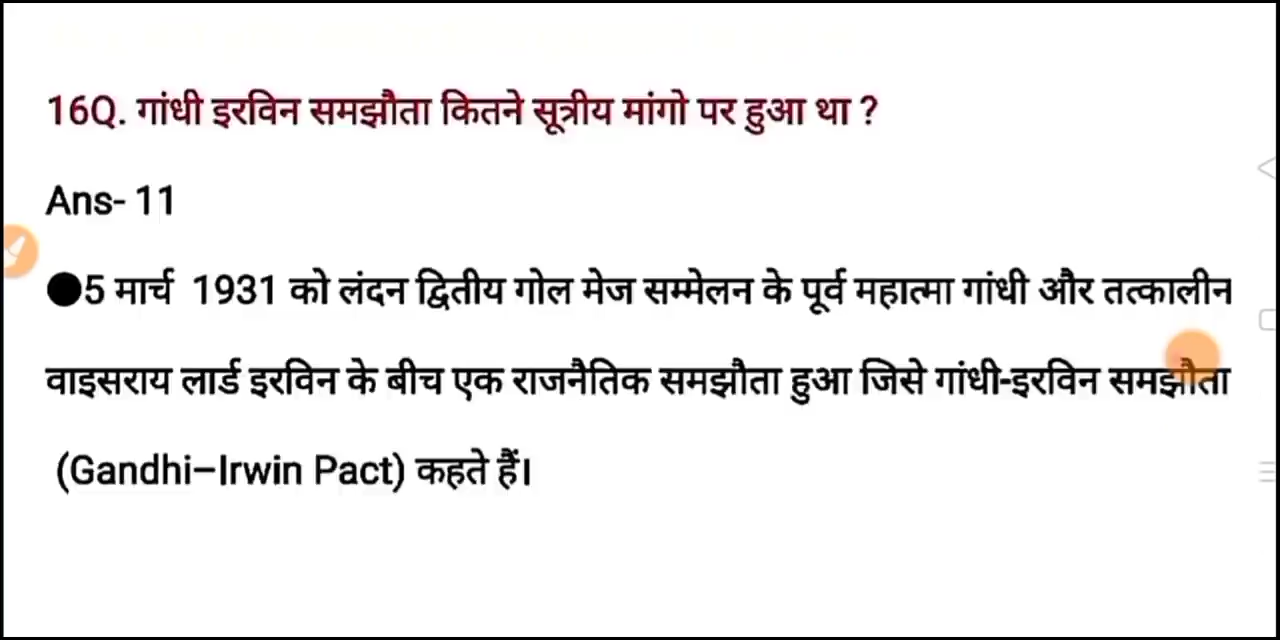 16Q. गांधी इरविन समझौता कितने सूत्रीय मांगो पर हुआ था ?
Ans- 11
●5 मार्च 1931 को लंदन द्वितीय गोल मेज सम्मेलन के पूर्व महात्मा गांधी और तत्कालीन
वाइसराय लार्ड इरविन के बीच एक राजनैतिक समझौता हुआ जिसे गांधी-इरविन समझौता
(Gandhi–Irwin Pact) कहते हैं।